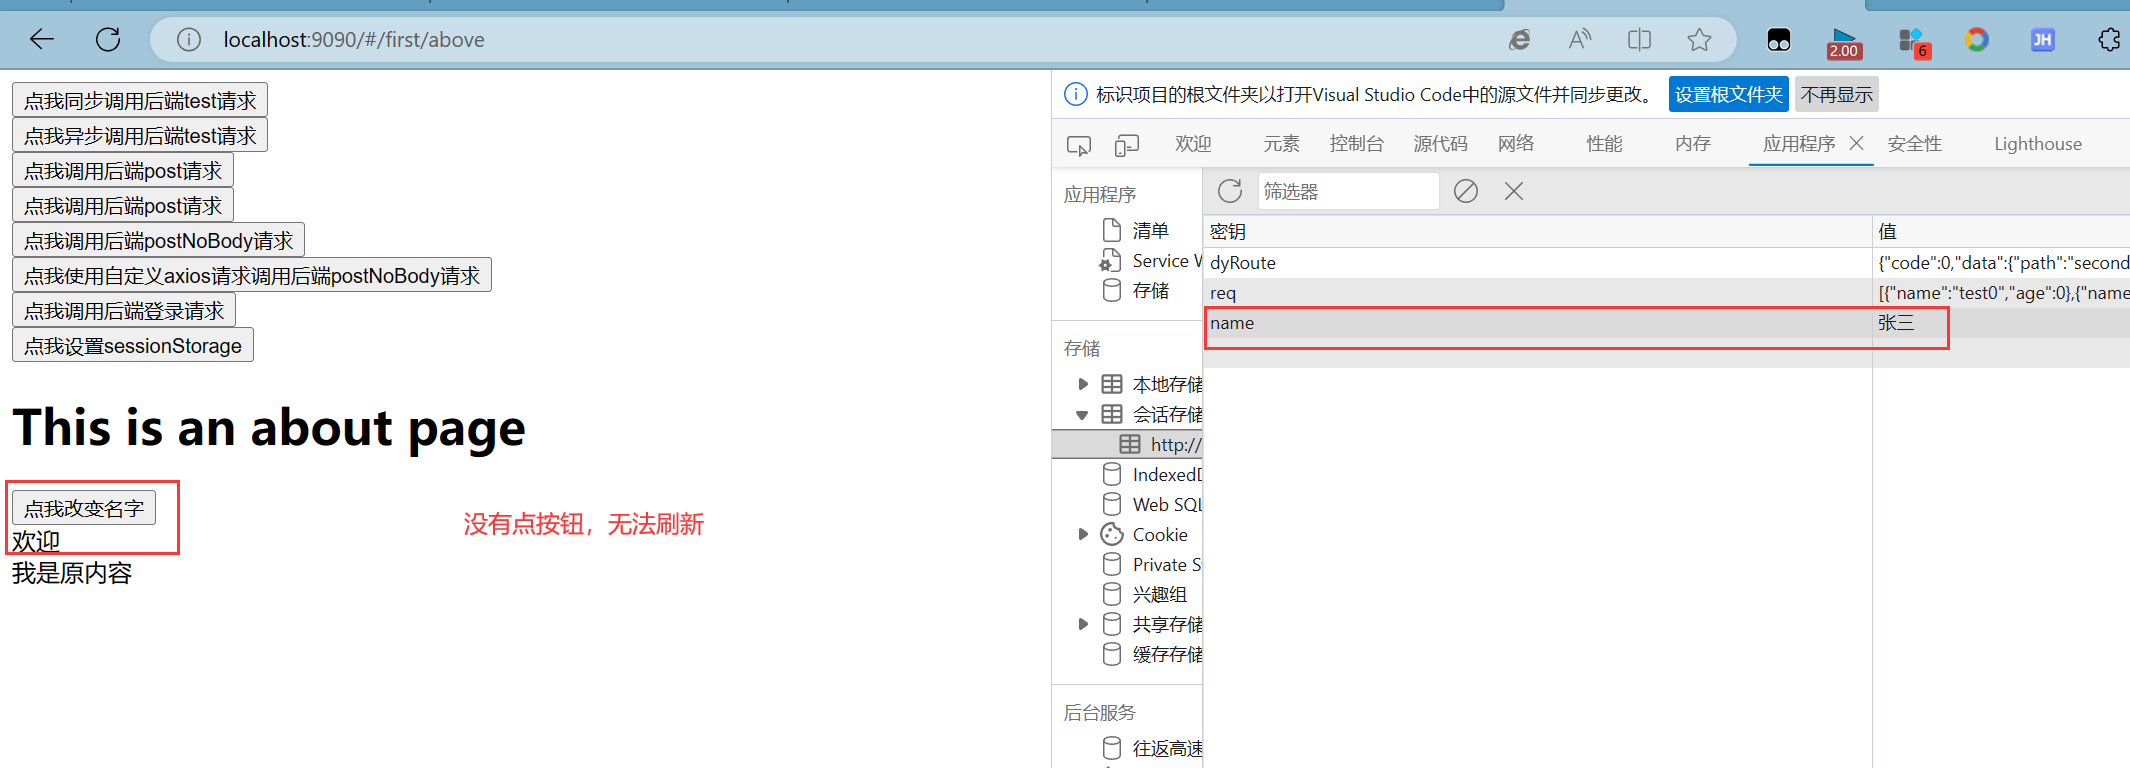 localhost:9090/#/first/above
2.00
6
JH
点我同步调用后端test请求
点我异步调用后端test请求
点我调用后端post请求
点我调用后端post请求
点我调用后端postNoBody请求
点我使用自定义axios请求调用后端postNoBody请求
点我调用后端登录请求
点我设置sessionStorage
This is an about page
点我改变名字
欢迎
我是原内容
没有点按钮，无法刷新
标识项目的根文件夹以打开Visual Studio Code中的源文件并同步更改。 设置根文件夹 不再显示
欢迎 元素 控制台 源代码 网络 性能 内存 应用程序 安全性 Lighthouse
应用程序
清单
Service W
存储
存储
本地存储
会话存储
http://
IndexedD
Web SQL
Cookie
Private S
兴趣组
共享存储
缓存存储
后台服务
往返高速
筛选器
密钥 值
dyRoute {"code":0,"data":{"path":"second
req [{"name":"test0","age":0},{"name
name 张三